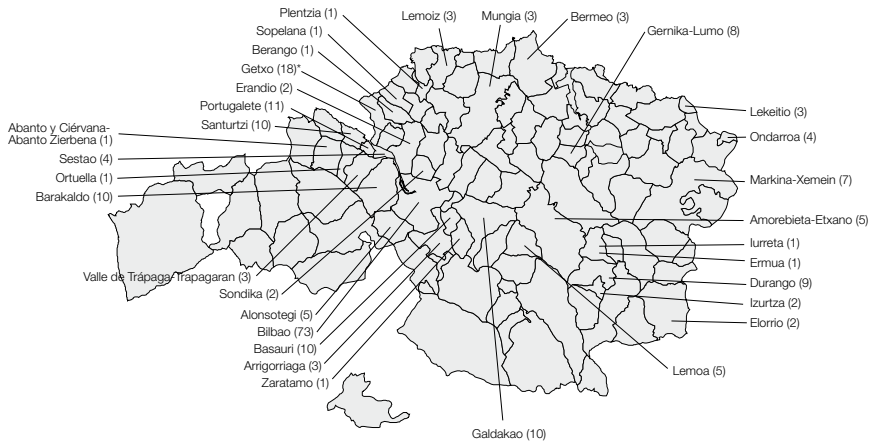 Plentzia (1)
Sopelana (1)
Berango (1)
Getxo (18)*
Erandio (2)
Portugalete (11)
Santurtzi (10)
Abanto y Ciérvana-
Abanto Zierbena (1)
Sestao (4)
Ortuella (1)
Barakaldo (10)
Valle de Trápaga-Trapagaran (3)
Sondika (2)
Alonsotegi (5)
Bilbao (73)
Basauri (10)
Arrigorriaga (3)
Zaratamo (1)
Lemoiz (3)
Mungia (3)
Bermeo (3)
Gernika-Lumo (8)
Lekeitio (3)
Ondarroa (4)
Markina-Xemein (7)
Amorebieta-Etxano (5)
Iurreta (1)
Ermua (1)
Durango (9)
Izurtza (2)
Elorrio (2)
Lemoa (5)
Galdakao (10)